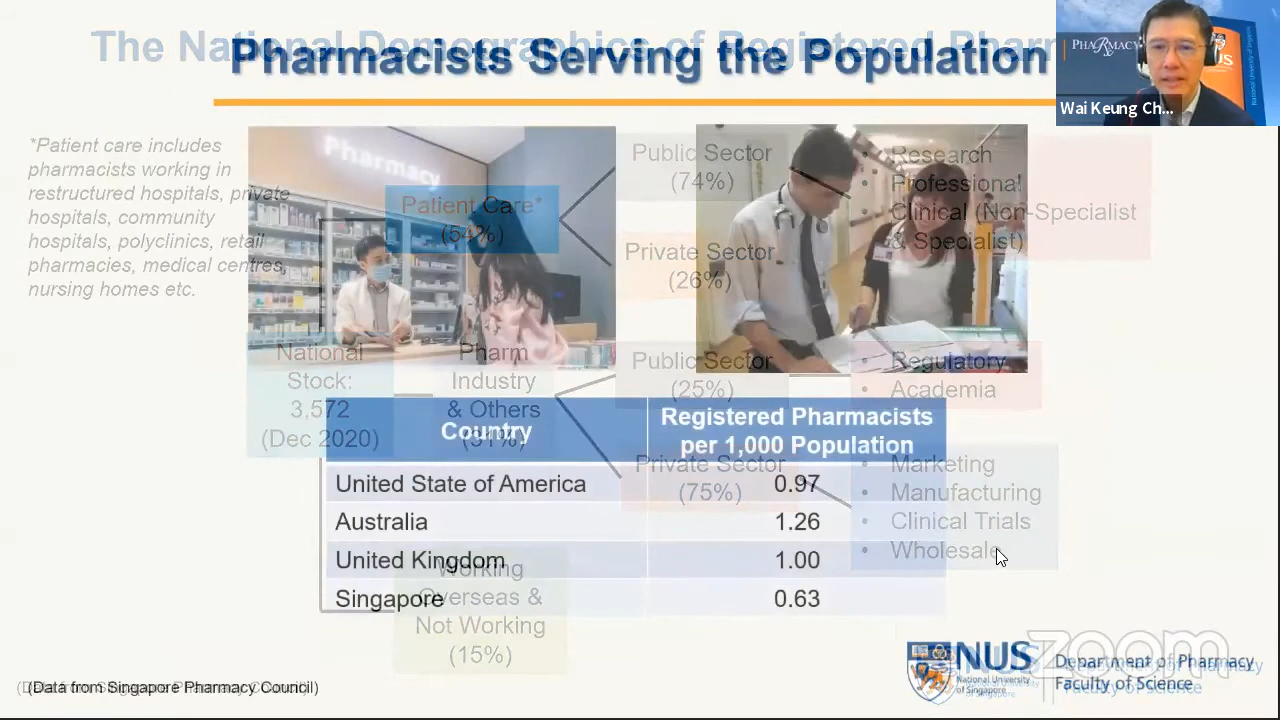 The National Demographics of Registered Pharm
Pharmacists Serving the Population
PHARMACY
Wai Keung Ch...
*Patient care includes
pharmacists working in
restructured hospitals, private
hospitals, community
hospitals, polyclinics, retail
pharmacies, medical centres,
nursing homes etc.
Pharmacy
Patient Care*
(54%)
Public Sector
(74%)
Private Sector
(26%)
• Research
• Professional
• Clinical (Non-Specialist
& Specialist)
National
Stock:
3,572
(Dec 2020)
Pharm
Industry
& Others
(31%)
Public Sector
(25%)
• Regulatory
• Academia
Private Sector
(75%)
• Marketing
• Manufacturing
• Clinical Trials
• Wholesale
Working
Overseas &
Not Working
(15%)
Country
Registered Pharmacists
per 1,000 Population
United State of America
0.97
Australia
1.26
United Kingdom
1.00
Singapore
0.63
(Data from Singapore Pharmacy Council)
NUS
National University
of Singapore
Department of Pharmacy
Faculty of Science
zoom